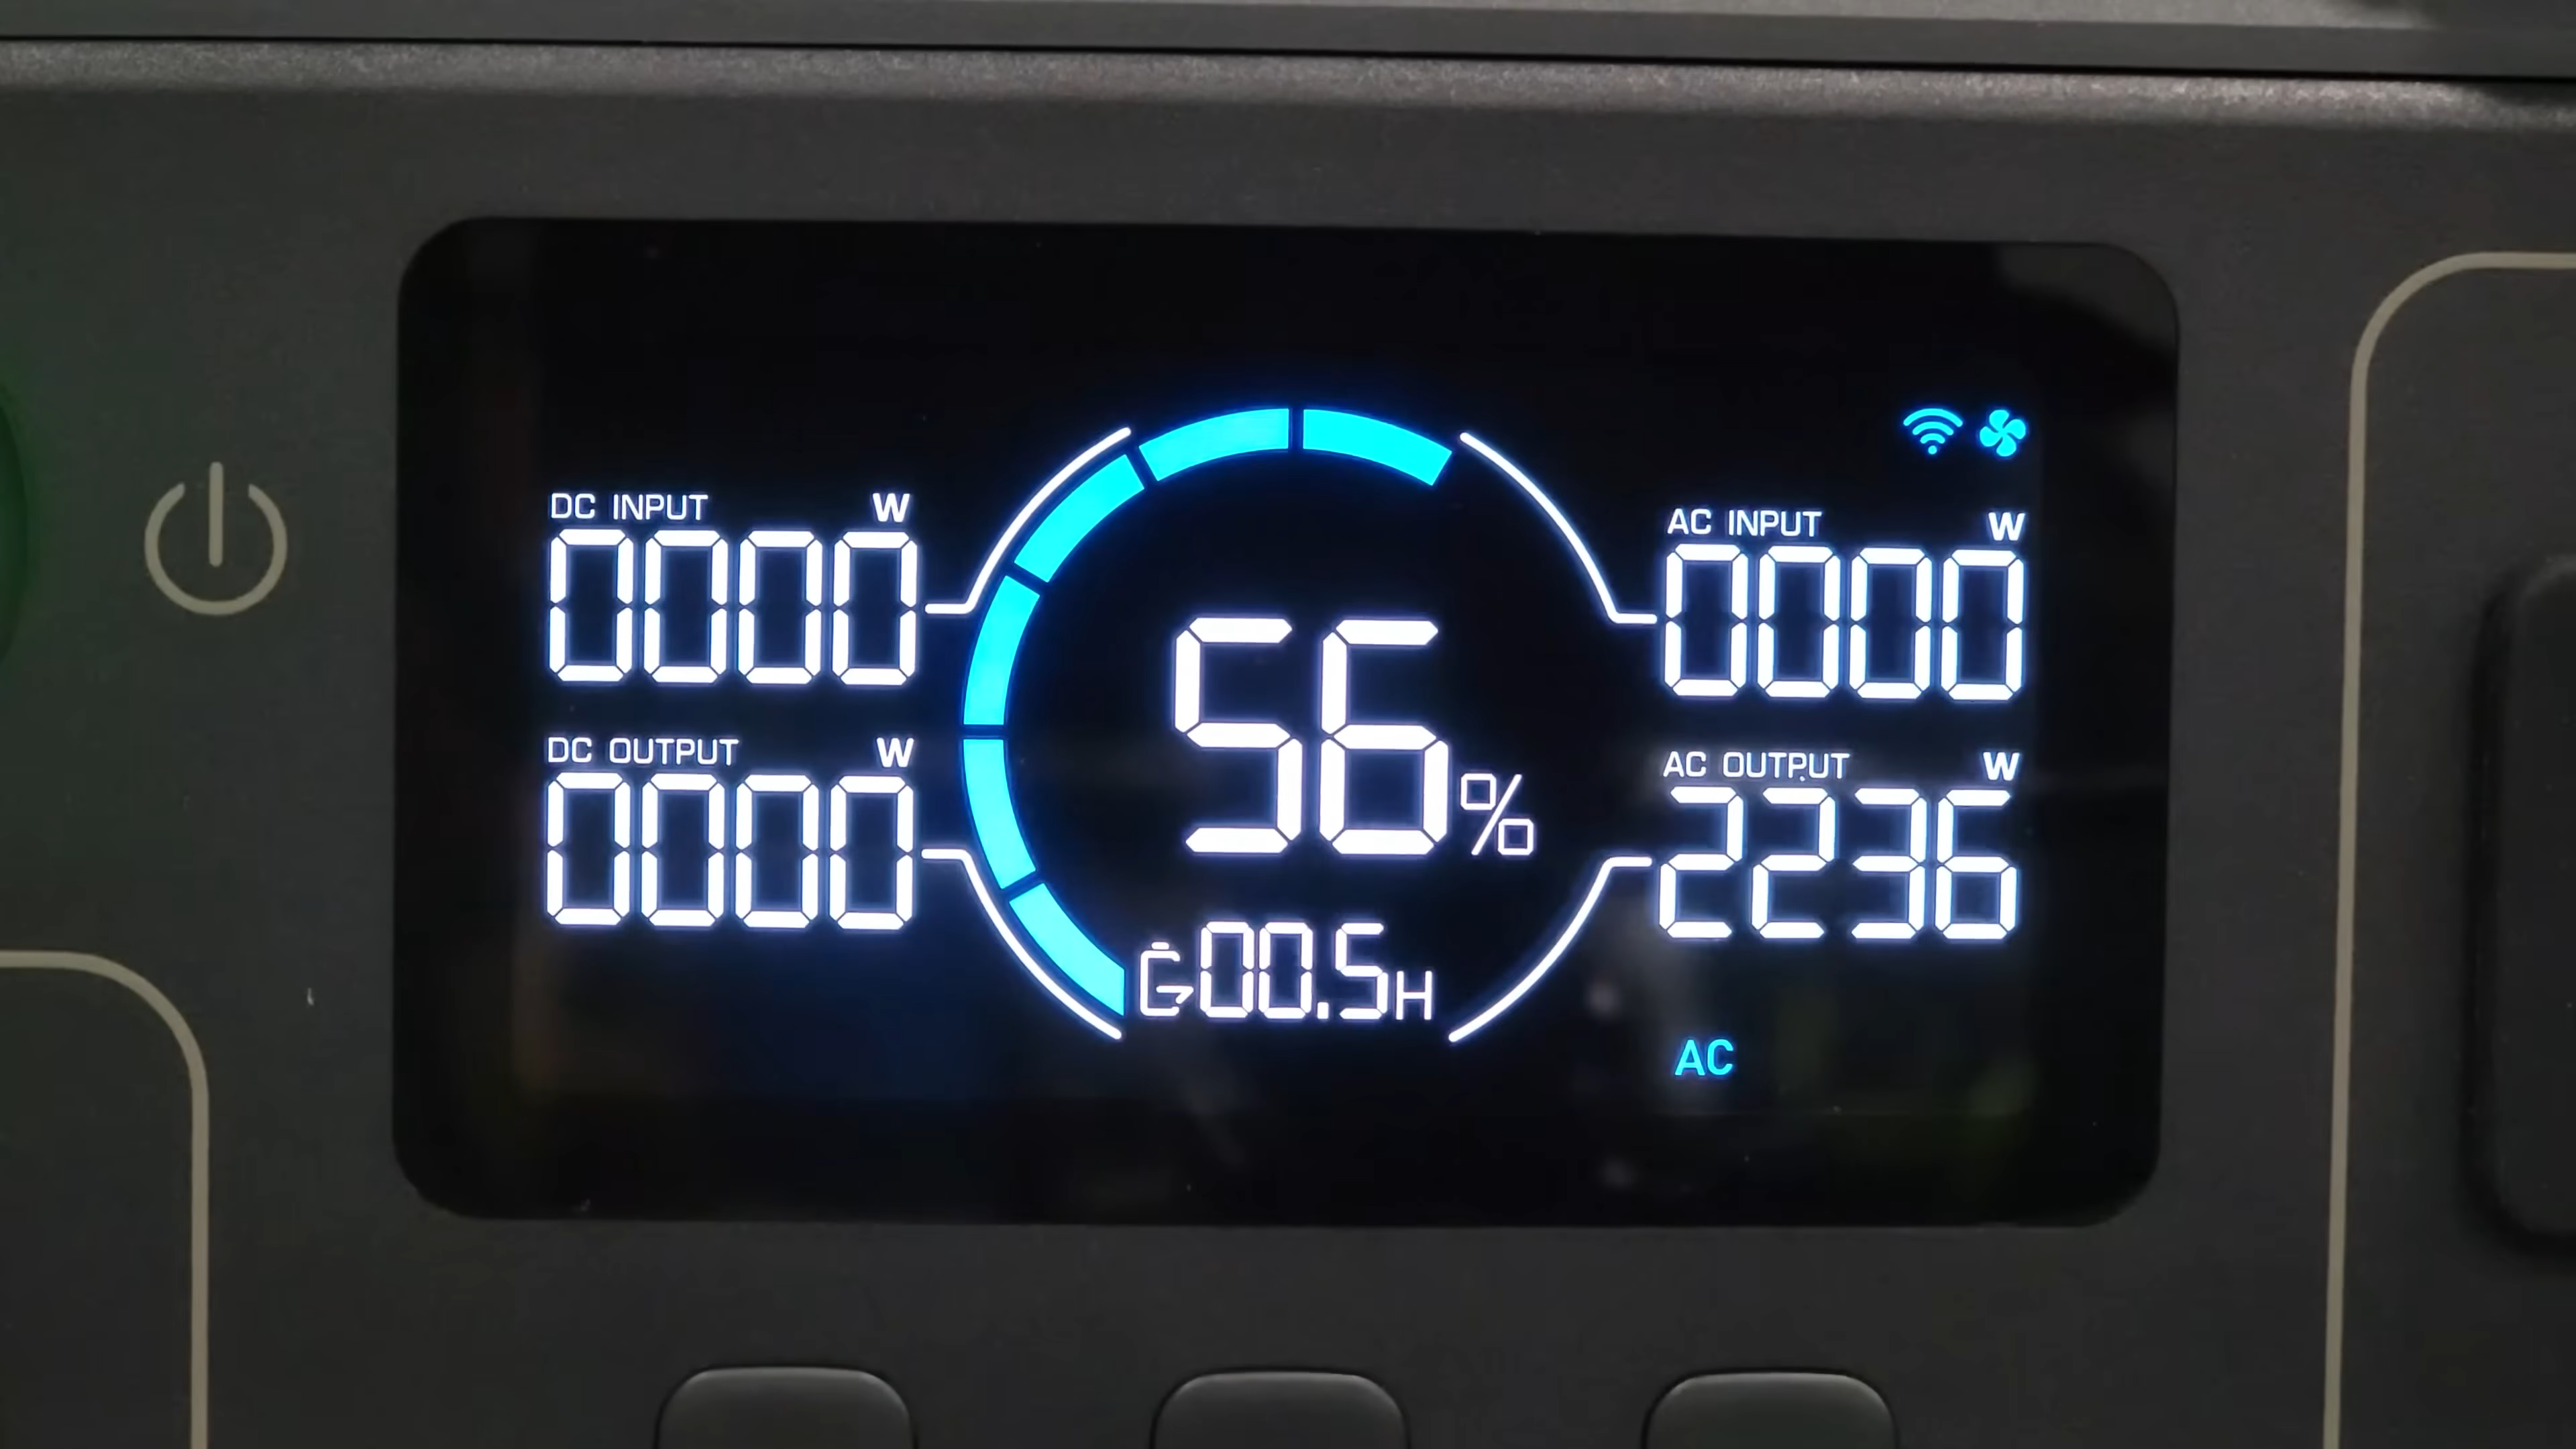 DC INPUT W
0000
DC OUTPUT W
0000
56%
00.5H
AC INPUT W
0000
AC OUTPUT W
2236
AC